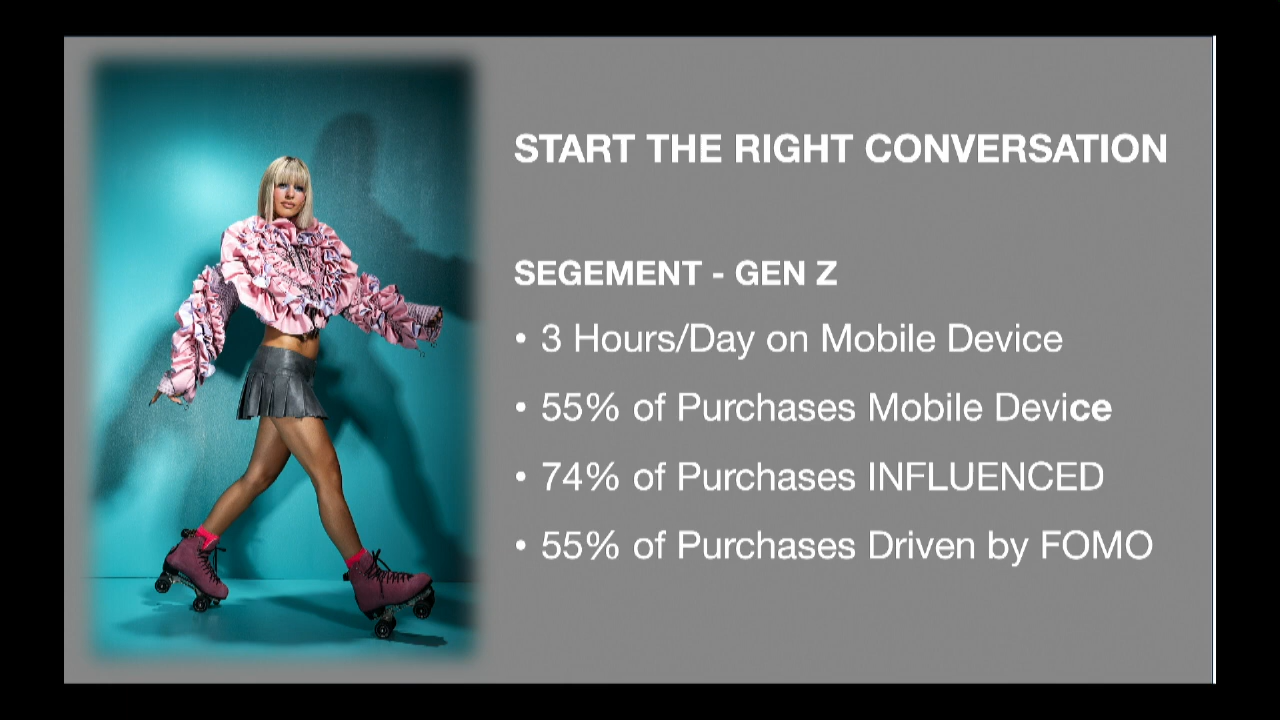 START THE RIGHT CONVERSATION
SEGEMENT - GEN Z
• 3 Hours/Day on Mobile Device
• 55% of Purchases Mobile Device
• 74% of Purchases INFLUENCED
• 55% of Purchases Driven by FOMO